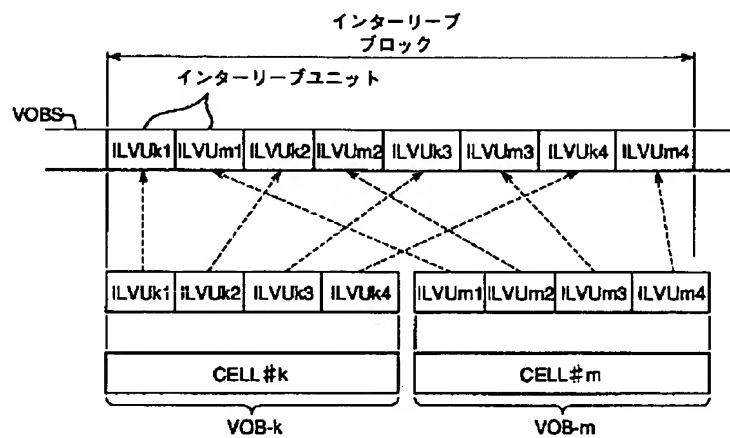 インターリーブ
ブロック
インターリーブユニット
VOBS
ILVUk1 ILVUm1 ILVUk2 ILVUm2 ILVUk3 ILVUm3 ILVUk4 ILVUm4
ILVUk1 ILVUk2 ILVUk3 ILVUk4 ILVUm1 ILVUm2 ILVUm3 ILVUm4
CELL#k CELL#m
VOB-k VOB-m